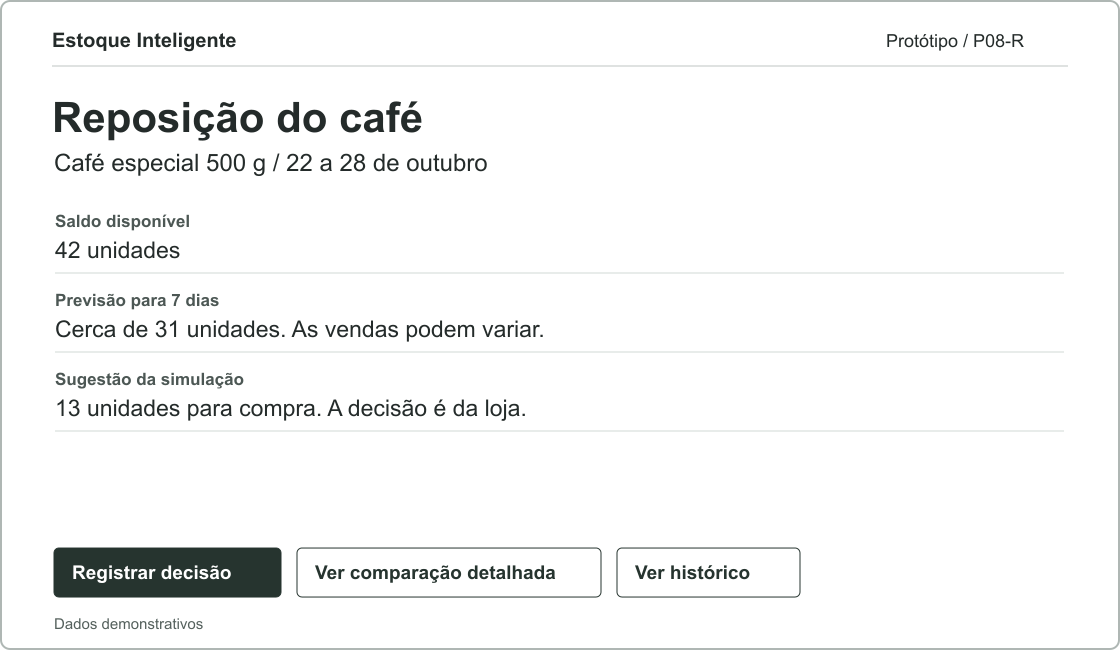 Estoque Inteligente
Protótipo / P08-R
Reposição do café
Café especial 500 g / 22 a 28 de outubro
Saldo disponível
42 unidades
Previsão para 7 dias
Cerca de 31 unidades. As vendas podem variar.
Sugestão da simulação
13 unidades para compra. A decisão é da loja.
Registrar decisão
Ver comparação detalhada
Ver histórico
Dados demonstrativos